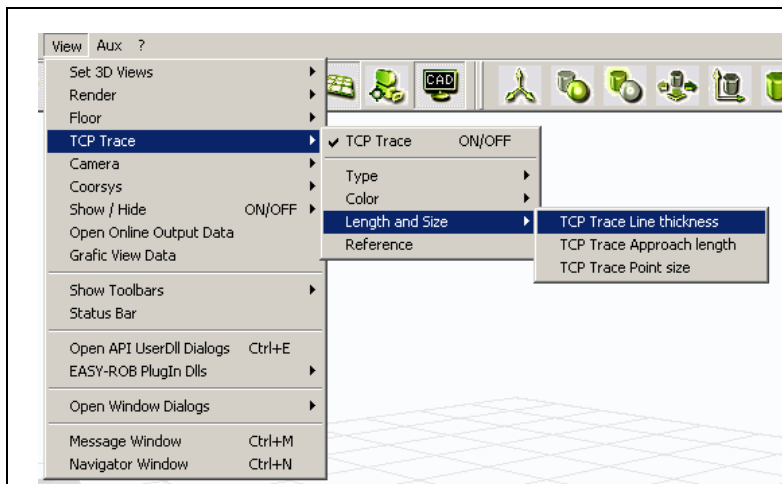 View Aux ?
Set 3D Views
Render
Floor
TCP Trace
Camera
Coorsys
Show / Hide ON/OFF
Open Online Output Data
Grafic View Data
Show Toolbars
Status Bar
Open API UserDll Dialogs Ctrl+E
EASY-ROB PlugIn Dlls
Open Window Dialogs
Message Window Ctrl+M
Navigator Window Ctrl+N
TCP Trace ON/OFF
Type
Color
Length and Size
Reference
TCP Trace Line thickness
TCP Trace Approach length
TCP Trace Point size
CAD